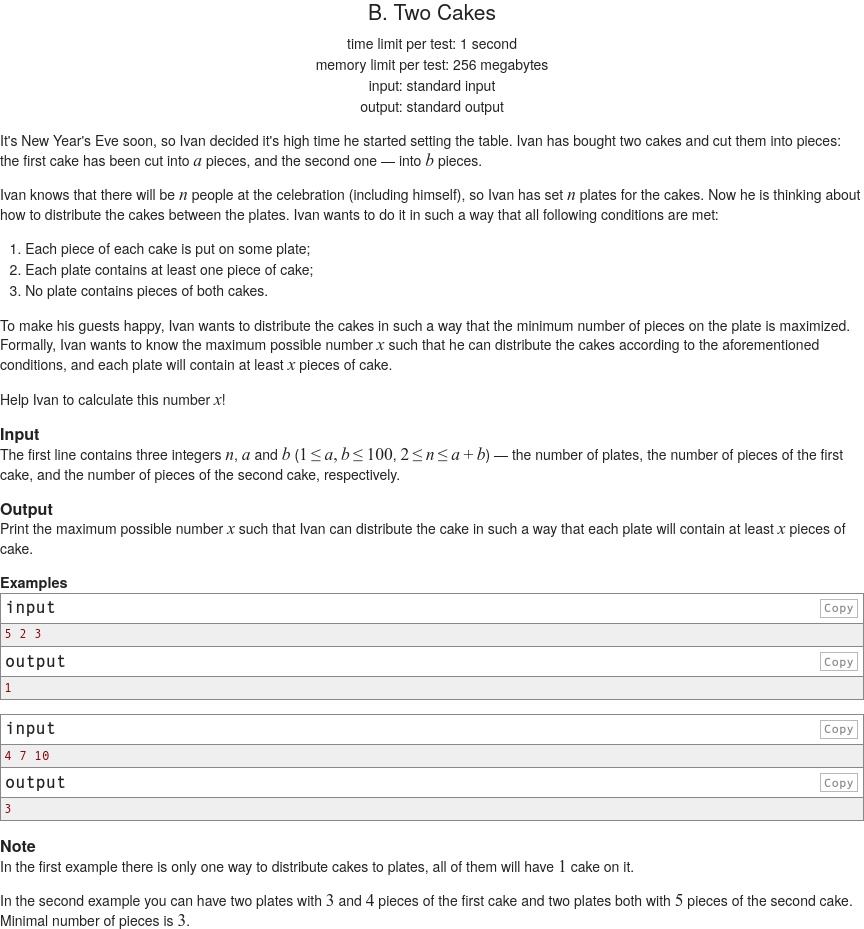 B. Two Cakes
time limit per test: 1 second
memory limit per test: 256 megabytes
input: standard input
output: standard output
It's New Year's Eve soon, so Ivan decided it's high time he started setting the table. Ivan has bought two cakes and cut them into pieces:
the first cake has been cut into a pieces, and the second one — into b pieces.
Ivan knows that there will be n people at the celebration (including himself), so Ivan has set n plates for the cakes. Now he is thinking about
how to distribute the cakes between the plates. Ivan wants to do it in such a way that all following conditions are met:
1. Each piece of each cake is put on some plate;
2. Each plate contains at least one piece of cake;
3. No plate contains pieces of both cakes.
To make his guests happy, Ivan wants to distribute the cakes in such a way that the minimum number of pieces on the plate is maximized.
Formally, Ivan wants to know the maximum possible number x such that he can distribute the cakes according to the aforementioned
conditions, and each plate will contain at least x pieces of cake.
Help Ivan to calculate this number x!
Input
The first line contains three integers n, a and b (1 ≤ a, b ≤ 100, 2 ≤ n ≤ a + b) — the number of plates, the number of pieces of the first
cake, and the number of pieces of the second cake, respectively.
Output
Print the maximum possible number x such that Ivan can distribute the cake in such a way that each plate will contain at least x pieces of
cake.
Examples
input Copy
5 2 3
output Copy
1
input Copy
4 7 10
output Copy
3
Note
In the first example there is only one way to distribute cakes to plates, all of them will have 1 cake on it.
In the second example you can have two plates with 3 and 4 pieces of the first cake and two plates both with 5 pieces of the second cake.
Minimal number of pieces is 3.